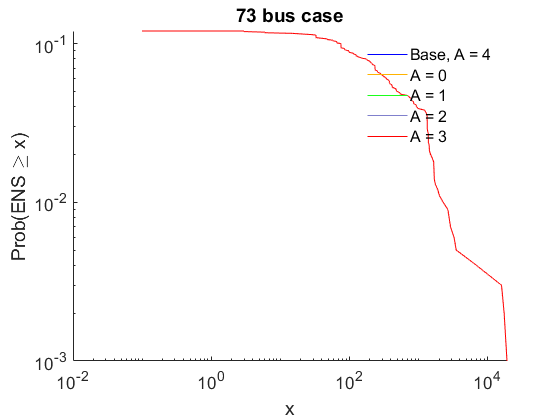 73 bus case
Base, A = 4
A = 0
A = 1
A = 2
A = 3
Prob(ENS ≥ x)
10^-1
10^-2
10^-3
10^-2
10^0
10^2
10^4
x